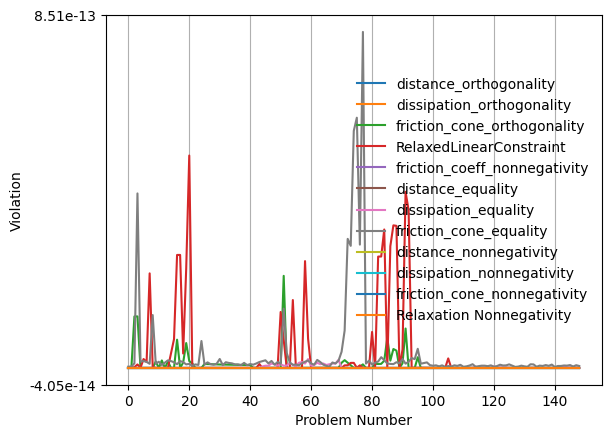 8.51e-13
Violation
distance_orthogonality
dissipation_orthogonality
friction_cone_orthogonality
RelaxedLinearConstraint
friction_coeff_nonnegativity
distance_equality
dissipation_equality
friction_cone_equality
distance_nonnegativity
dissipation_nonnegativity
friction_cone_nonnegativity
Relaxation Nonnegativity
-4.05e-14
0 20 40 60 80 100 120 140
Problem Number